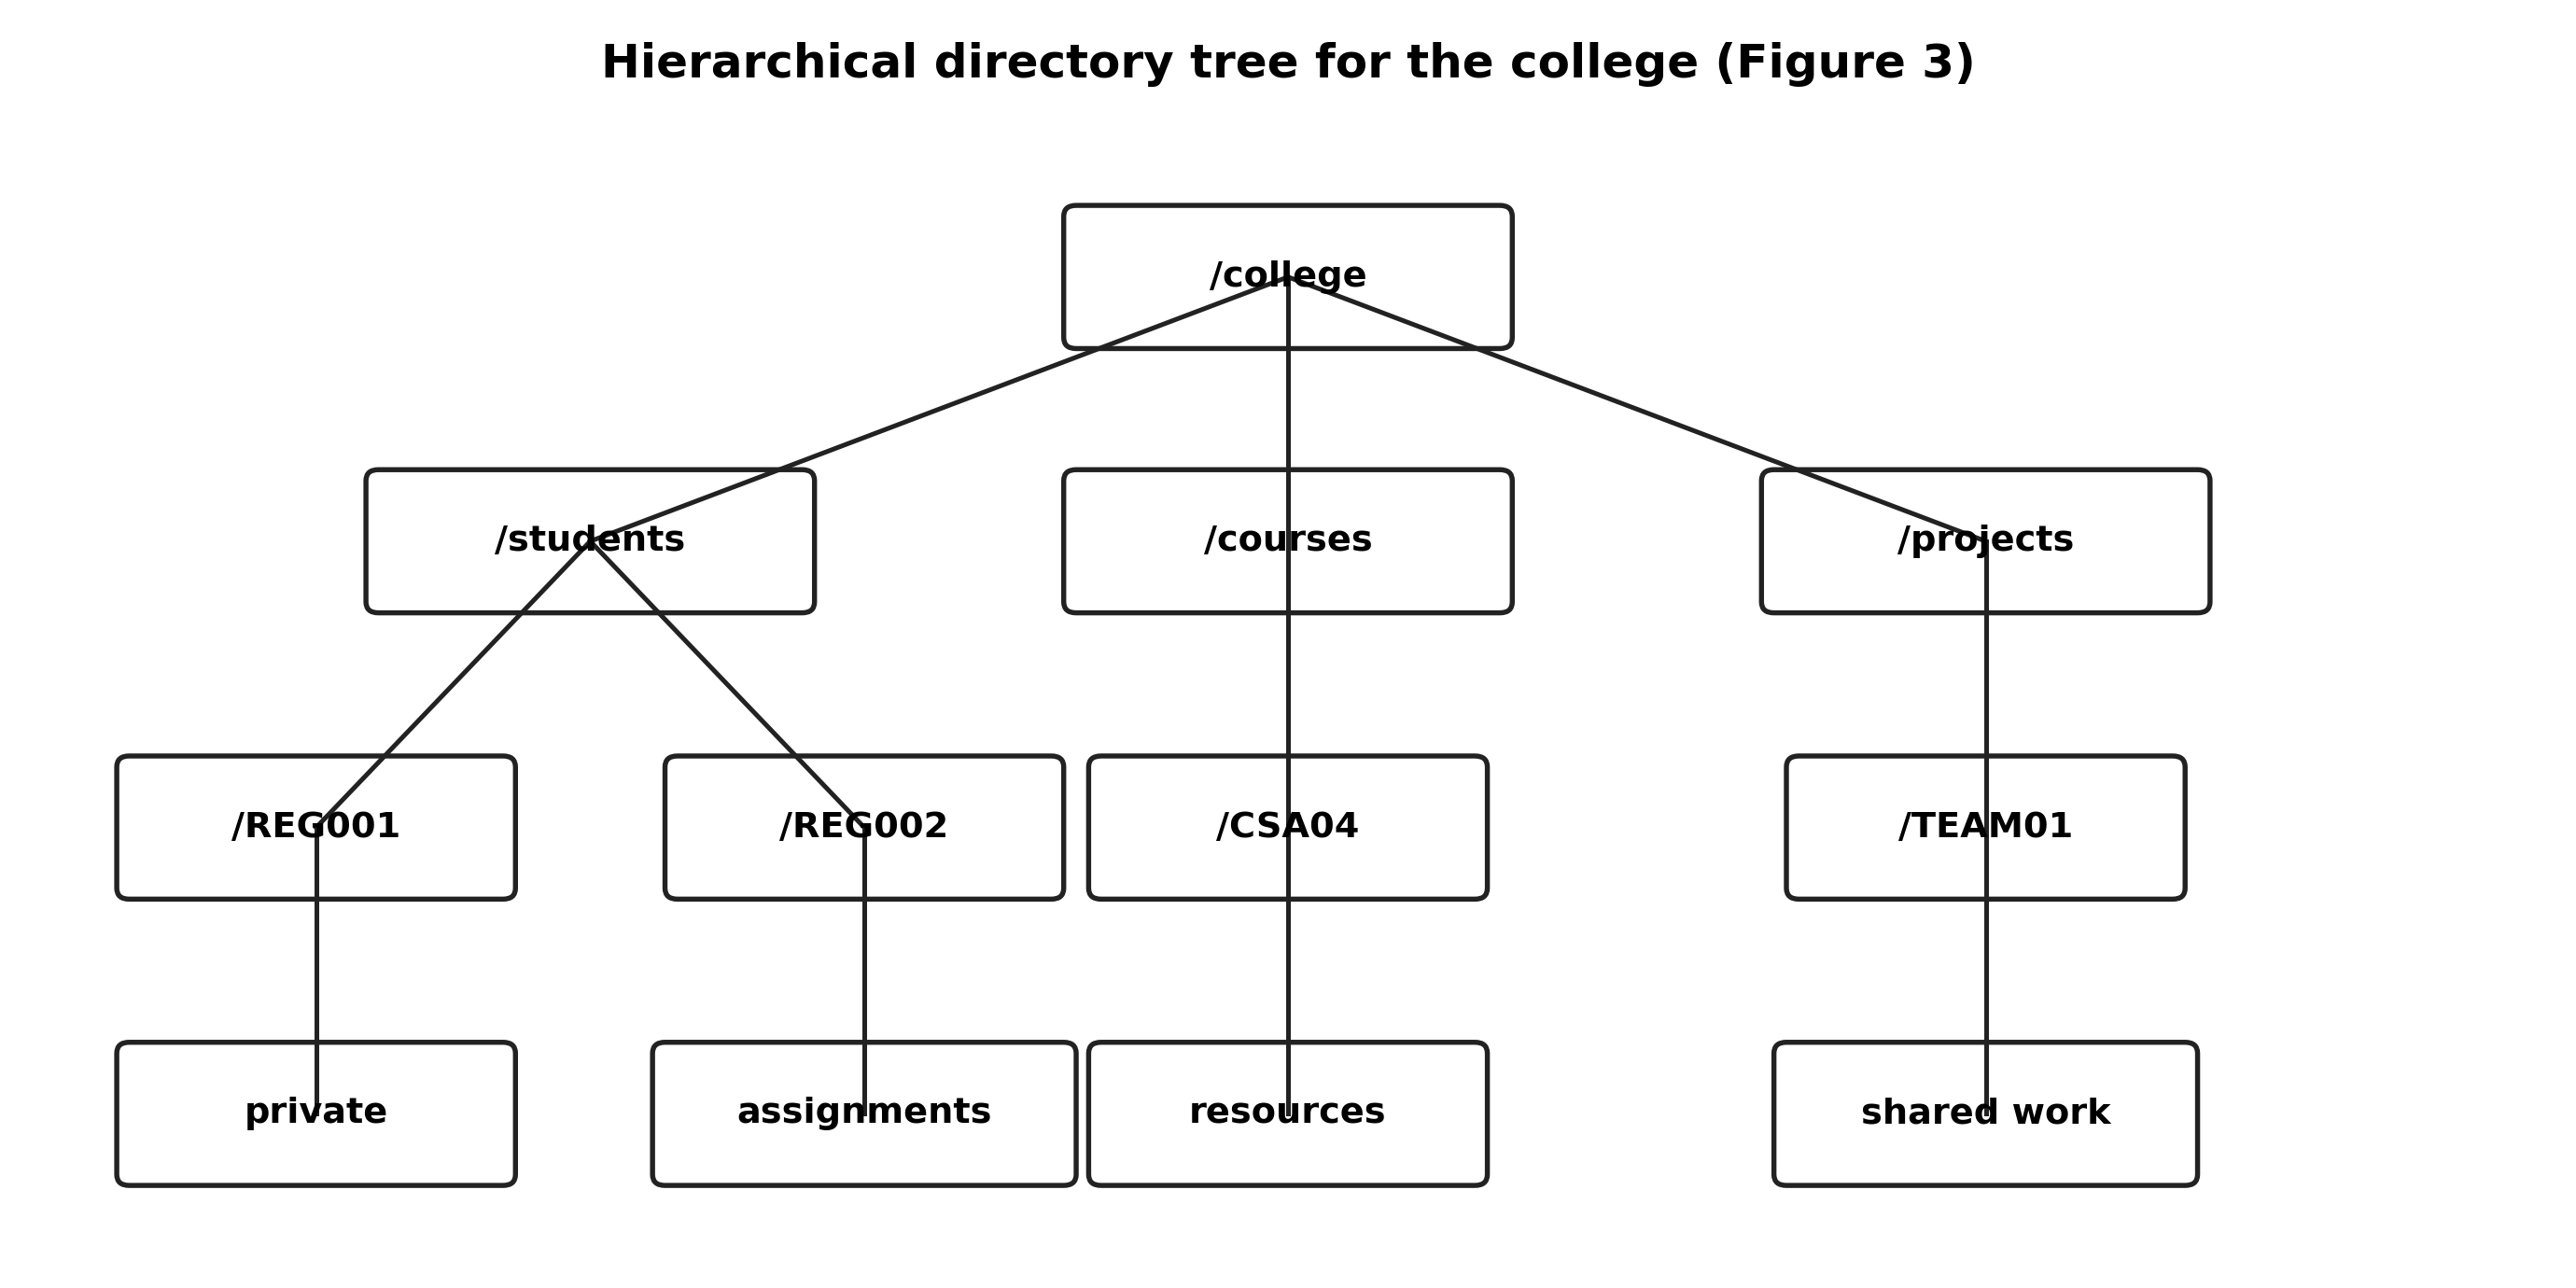 Hierarchical directory tree for the college (Figure 3)
/college
/students
/courses
/projects
/REG001
/REG002
/CSA04
/TEAM01
private
assignments
resources
shared work